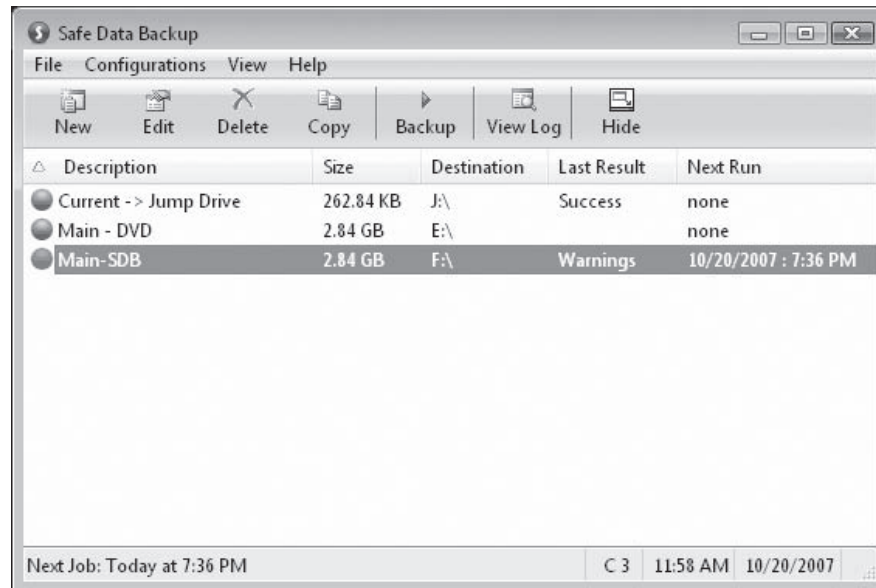 Safe Data Backup
File Configurations View Help
New Edit Delete Copy Backup View Log Hide
Description Size Destination Last Result Next Run
Current -> Jump Drive 262.84 KB J:\ Success none
Main - DVD 2.84 GB E:\ none
Main-SDB 2.84 GB F:\ Warnings 10/20/2007 : 7:36 PM
Next Job: Today at 7:36 PM C 3 11:58 AM 10/20/2007